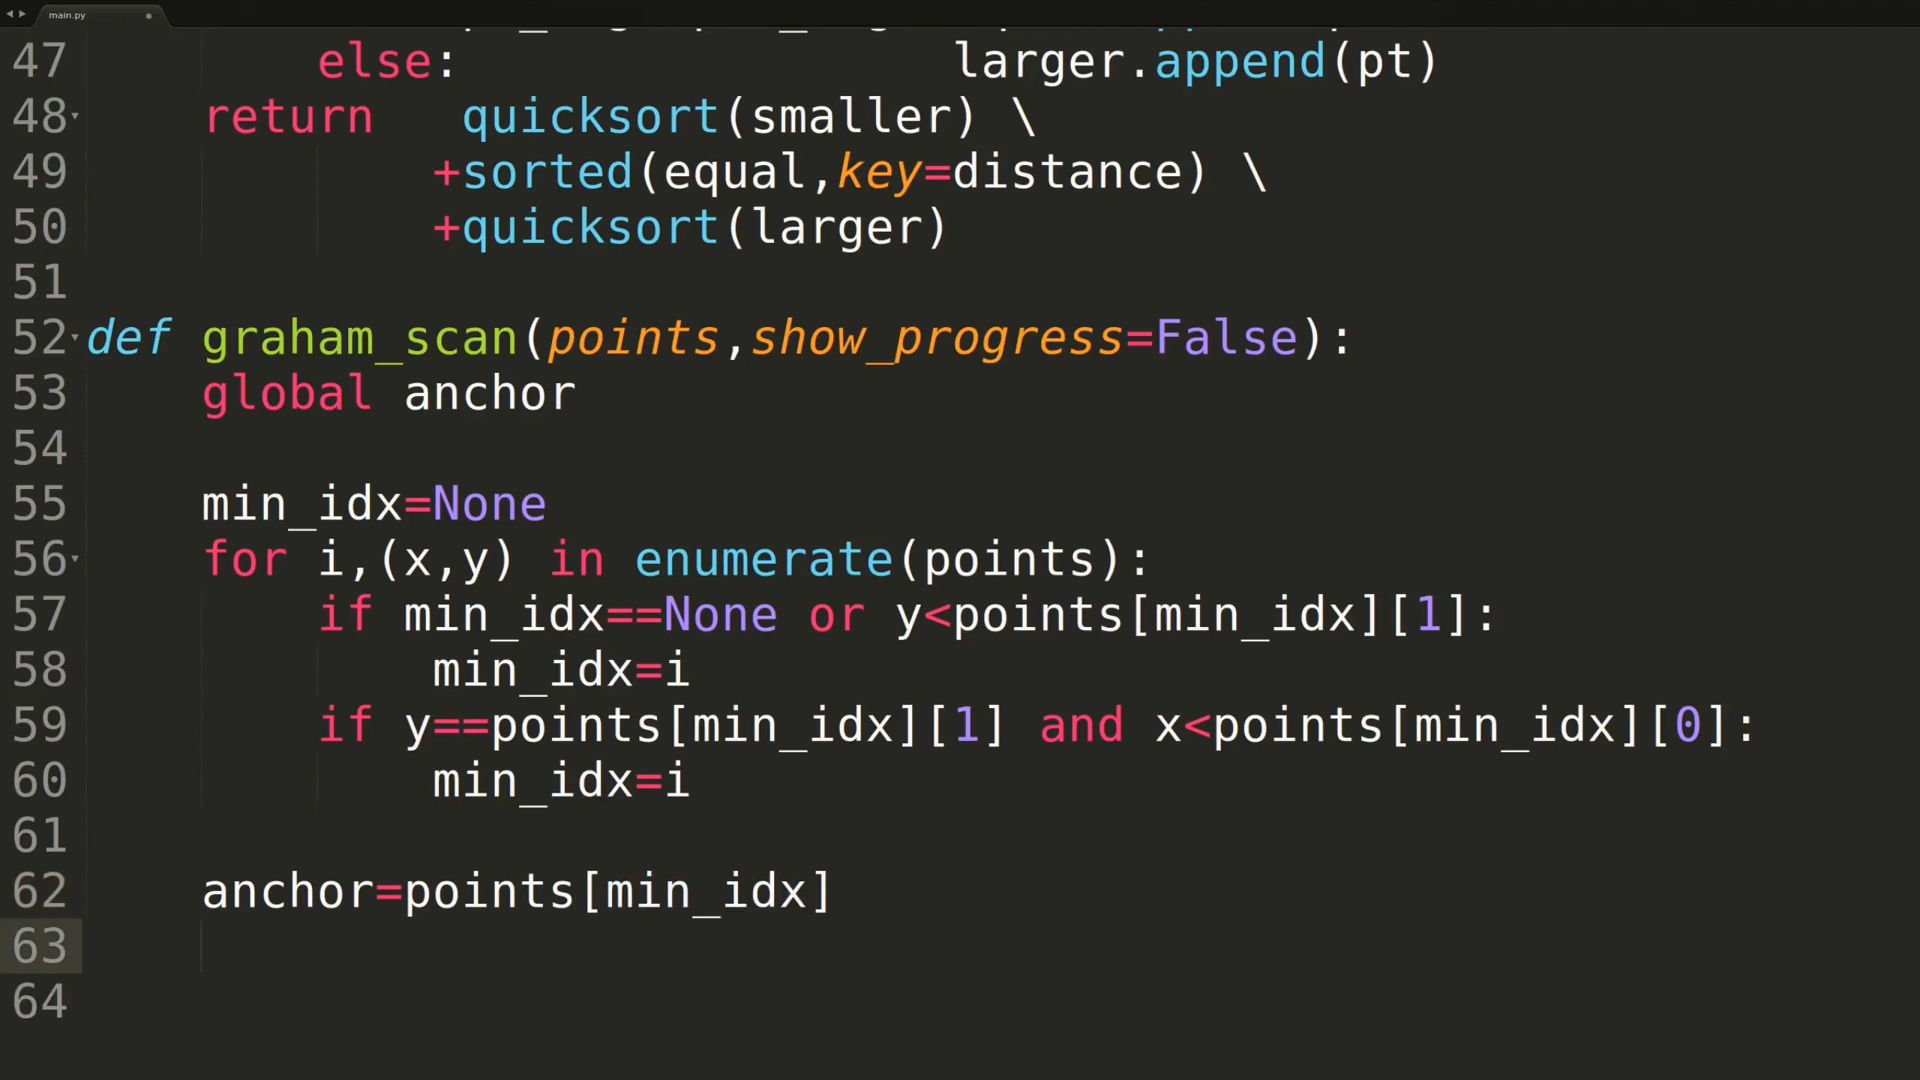 main.py
47 else: larger.append(pt)
48 return quicksort(smaller) \
49 +sorted(equal,key=distance) \
50 +quicksort(larger)
51
52 def graham_scan(points,show_progress=False):
53 global anchor
54
55 min_idx=None
56 for i,(x,y) in enumerate(points):
57 if min_idx==None or y<points[min_idx][1]:
58 min_idx=i
59 if y==points[min_idx][1] and x<points[min_idx][0]:
60 min_idx=i
61
62 anchor=points[min_idx]
63
64